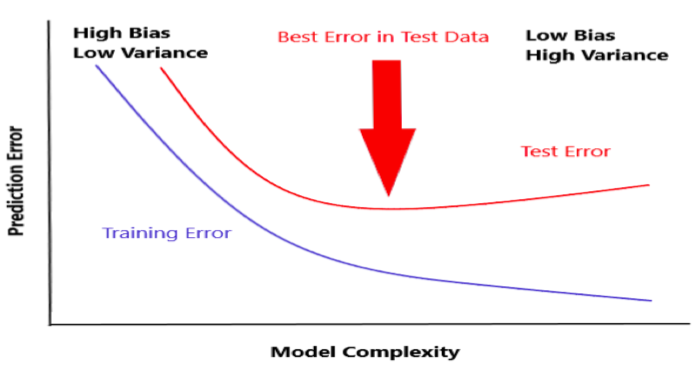 High Bias
Low Variance
Best Error in Test Data
Low Bias
High Variance
Test Error
Training Error
Prediction Error
Model Complexity